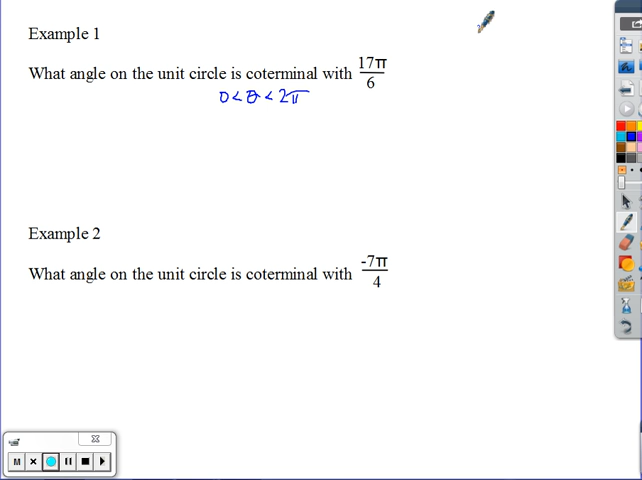 Example 1
What angle on the unit circle is coterminal with 17π/6
0 < θ < 2π
Example 2
What angle on the unit circle is coterminal with -7π/4
M